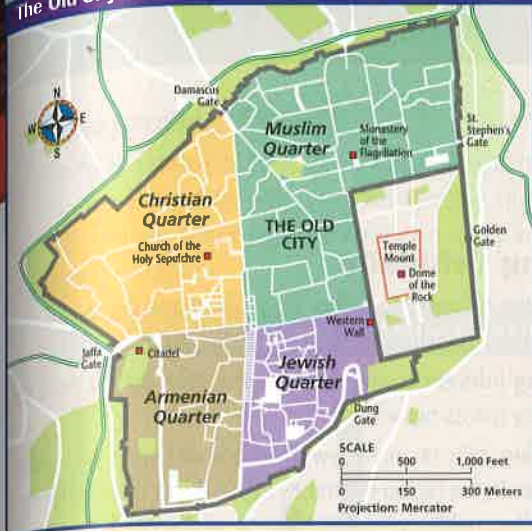 The Old
N
W
E
S
Damascus
Gate
Muslim
Quarter
Monastery
of the
Flagillation
St.
Stephen's
Gate
Christian
Quarter
Church of the
Holy Sepulchre
THE OLD
CITY
Golden
Gate
Temple
Mount
Dome
of the
Rock
Western
Wall
Jaffa
Gate
Citadel
Jewish
Quarter
Armenian
Quarter
Dung
Gate
SCALE
0 500 1,000 Feet
0 150 300 Meters
Projection: Mercator